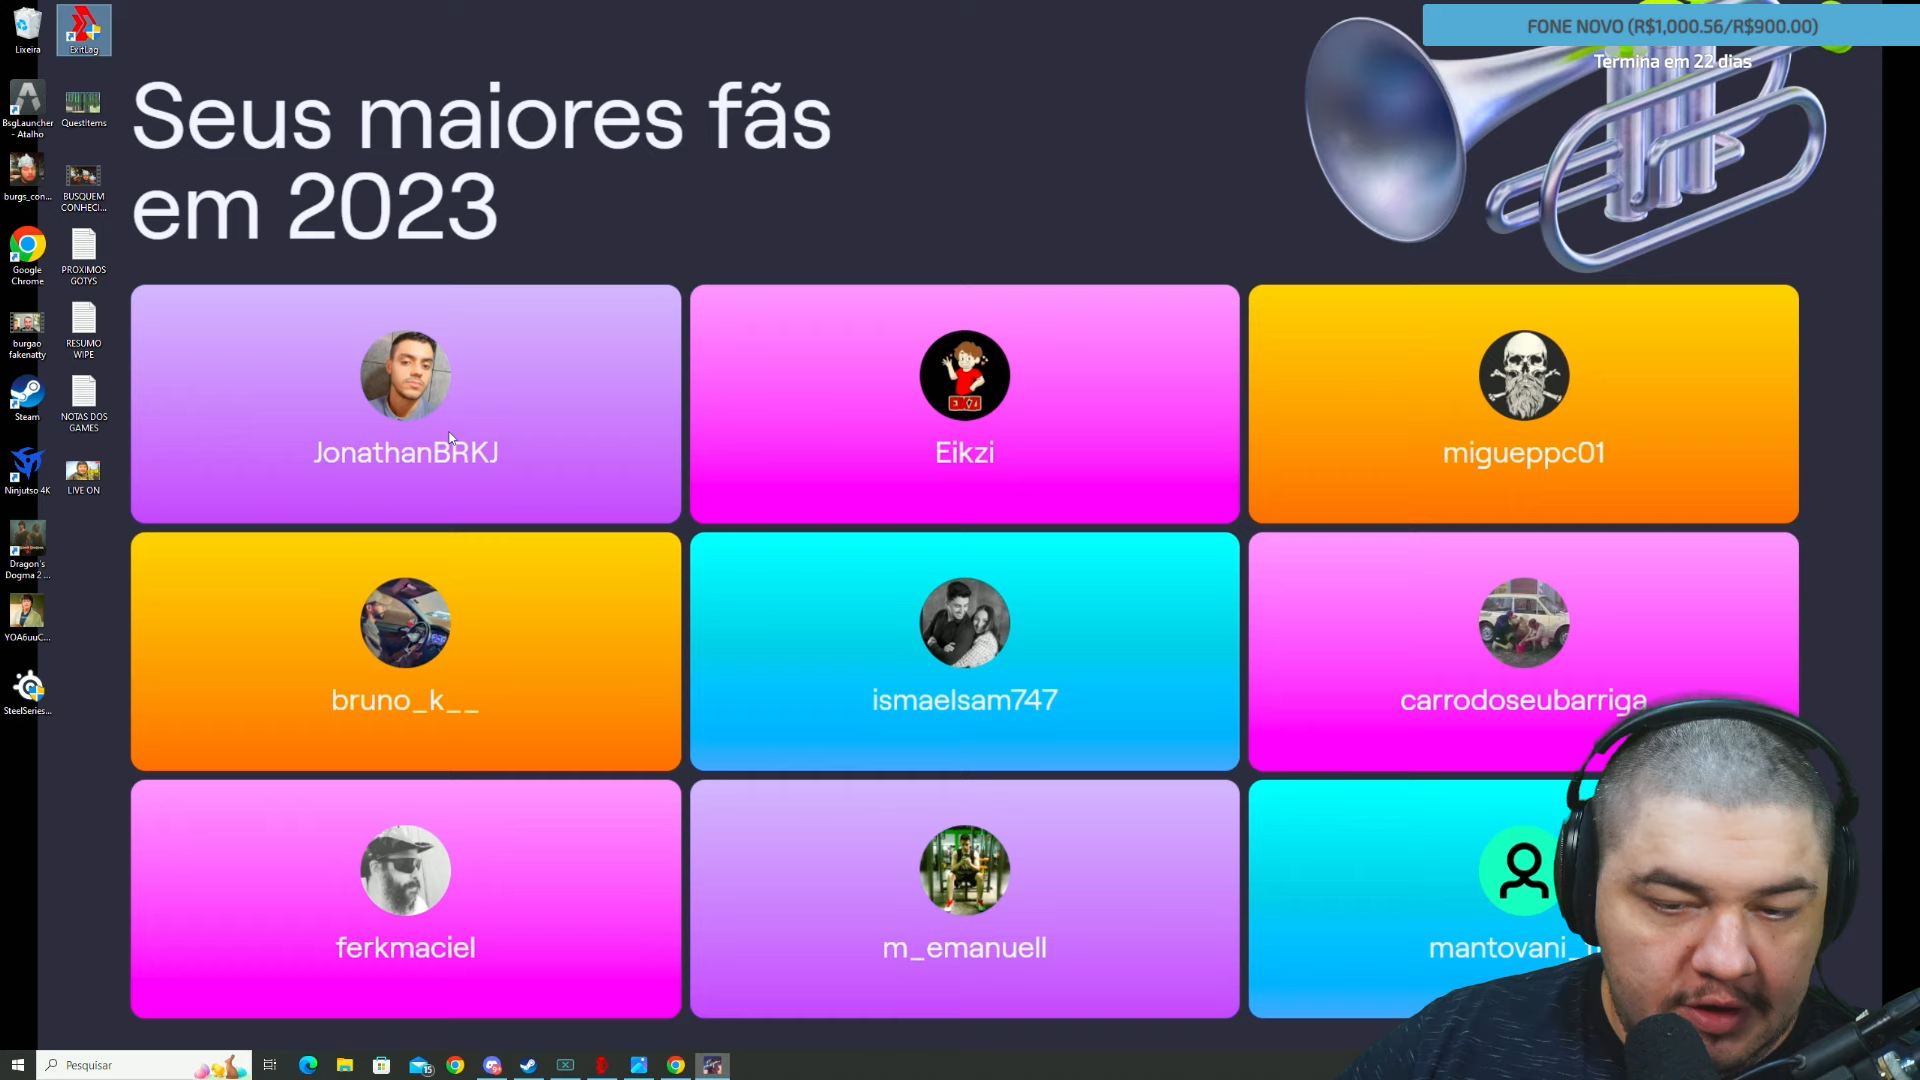 FONE NOVO (R$1,000.56/R$900.00)
Termina em 22 dias
Seus maiores fãs
em 2023
JonathanBRKJ
Eikzi
migueppc01
bruno_k__
ismaelsam747
carrodoseubarriga
ferkmaciel
m_emanuell
mantovani_
Lixeira
ExitLag
BsgLauncher
- Atalho
QuestItems
burgs_con...
BUSQUEM
CONHECI...
Google
Chrome
PROXIMOS
GOTYS
burgao
fakenatty
RESUMO
WIPE
Steam
NOTAS DOS
GAMES
Ninjutso 4K
LIVE ON
Dragon's
Dogma 2 ...
YOA6uuC...
SteelSeries...
Pesquisar
15